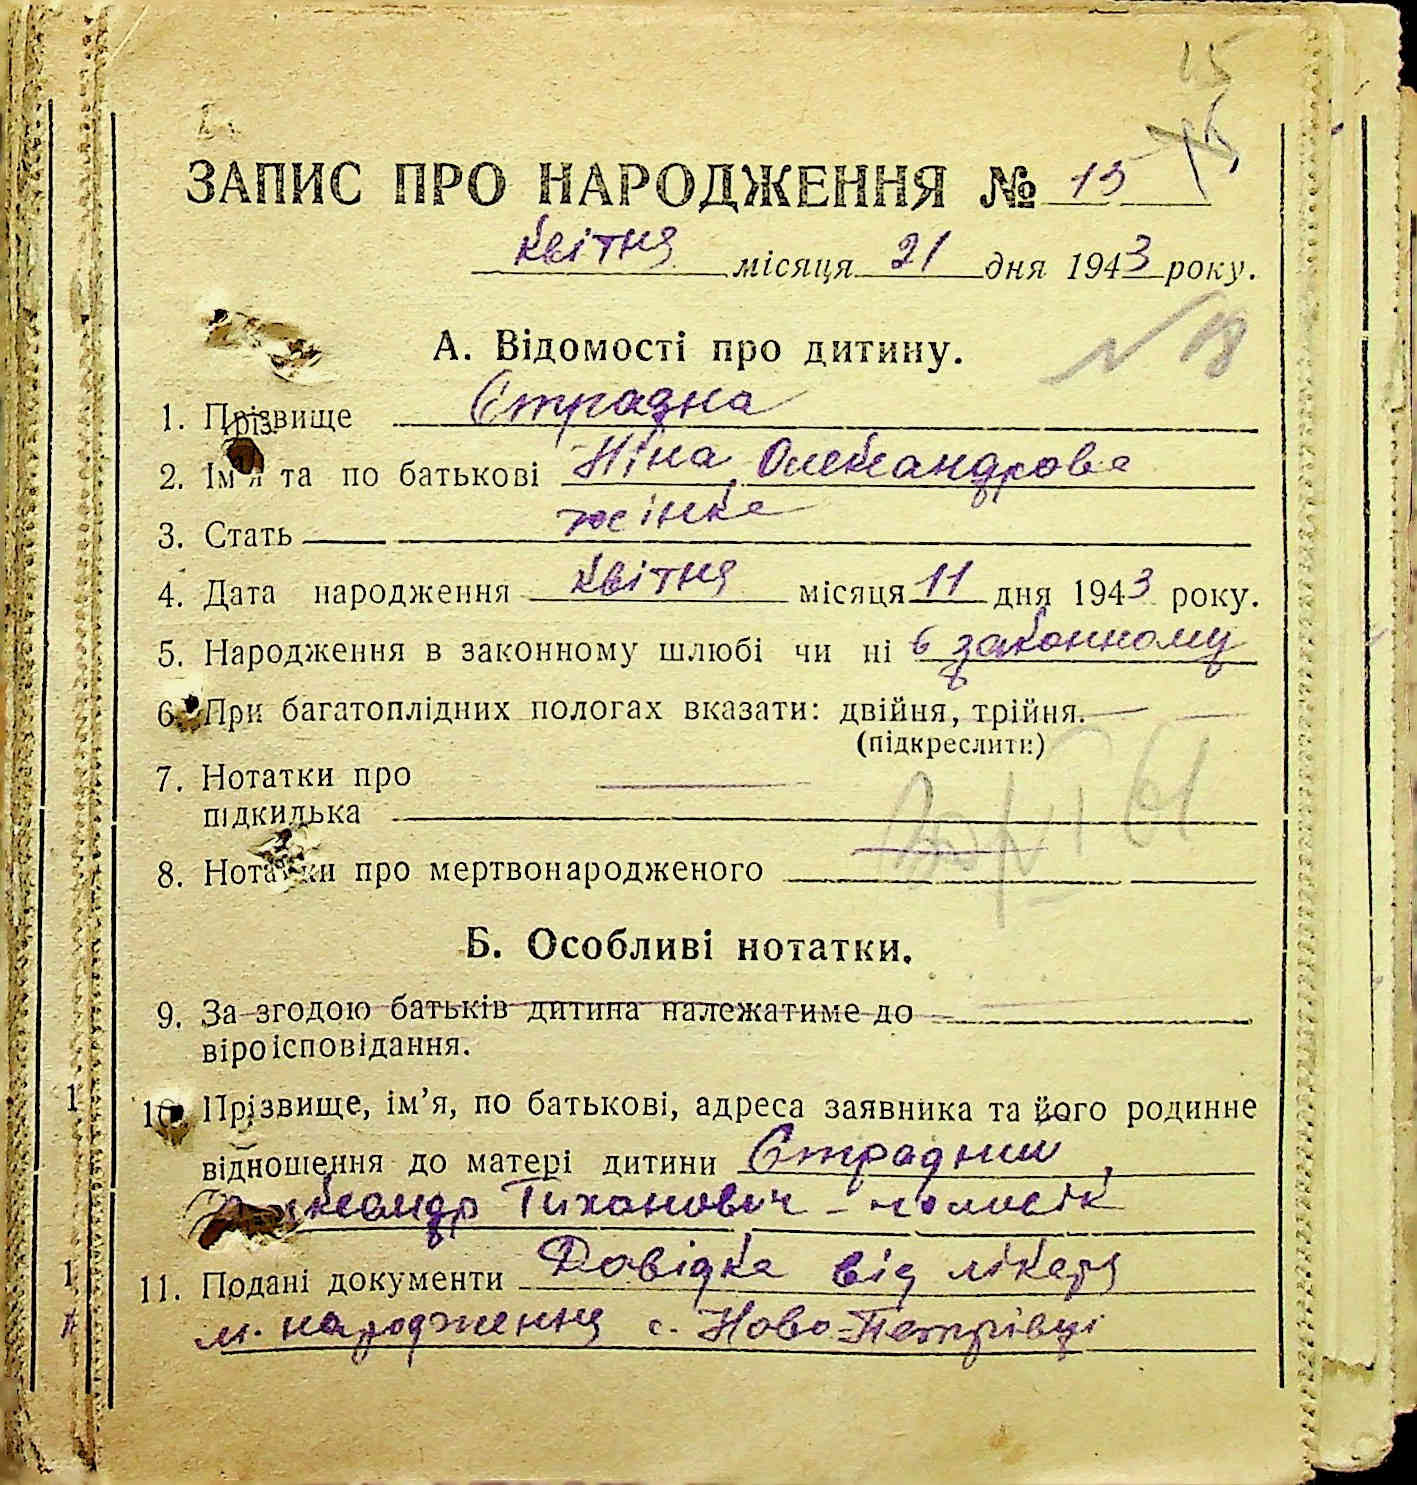 15
ЗАПИС ПРО НАРОДЖЕННЯ № 15
квітня місяця 21 дня 1943 року.
А. Відомості про дитину.
N 18
1. Прізвище Страдна
2. Ім'я та по батькові Ніна Олександрова
3. Стать жінка
4. Дата народження квітня місяця 11 дня 1943 року.
5. Народження в законному шлюбі чи ні в законному
6. При багатоплідних пологах вказати: двійня, трійня.
(підкреслити)
7. Нотатки про
підкидька
8. Нотатки про мертвонародженого
Б. Особливі нотатки.
9. За згодою батьків дитина належатиме до
віроісповідання.
10. Прізвище, ім’я, по батькові, адреса заявника та його родинне
відношення до матері дитини Страдний,
Олександр Тиханович - чоловік
11. Подані документи Довідка від лікаря
м. народження с. Ново-Петрівці